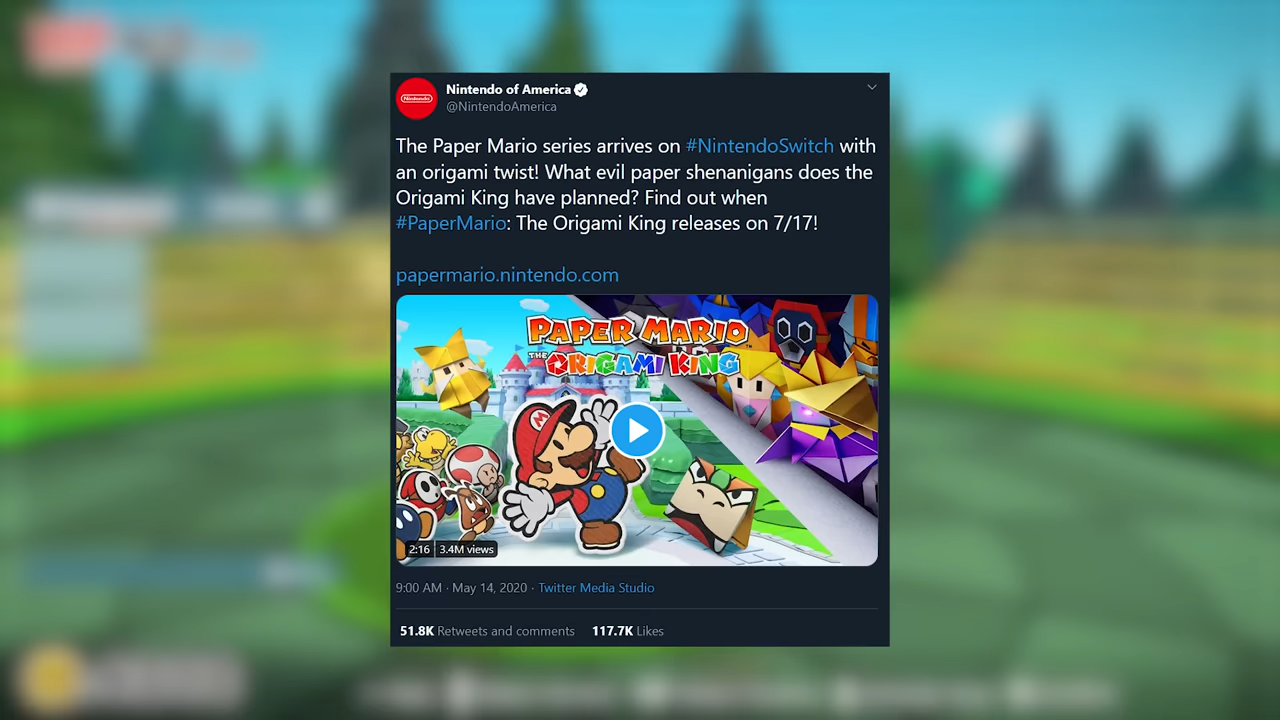 Nintendo of America
@NintendoAmerica
Nintendo
The Paper Mario series arrives on #NintendoSwitch with
an origami twist! What evil paper shenanigans does the
Origami King have planned? Find out when
#PaperMario: The Origami King releases on 7/17!
papermario.nintendo.com
PAPER MARIO
THE ORIGAMI KING
M
2:16 3.4M views
9:00 AM · May 14, 2020 · Twitter Media Studio
51.8K Retweets and comments 117.7K Likes